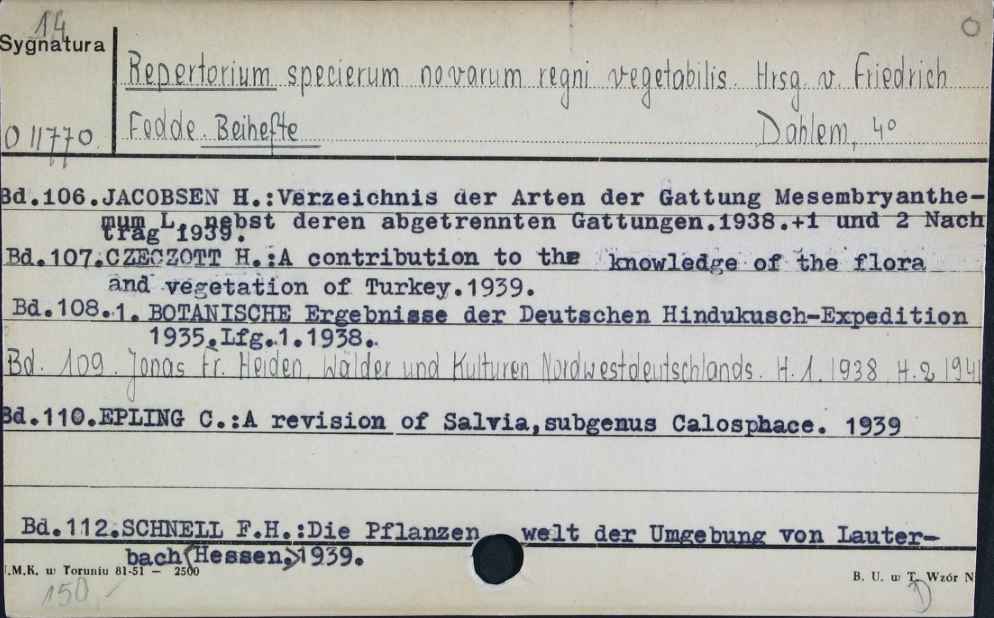 14
Sygnatura
O
Repertorium specierum novarum regni vegetabilis. Hrsg. v. Friedrich
O 11770. Fedde. Beihefte Dahlem, 4°
Bd.106.JACOBSEN H.:Verzeichnis der Arten der Gattung Mesembryanthe-
mum L. nebst deren abgetrennten Gattungen.1938.+1 und 2 Nach
trag 1939.
Bd.107.CZECZOTT H.:A contribution to the knowledge of the flora
and vegetation of Turkey.1939.
Bd.108.1. BOTANISCHE Ergebnisse der Deutschen Hindukusch-Expedition
1935.Lfg.1.1938.
Bd. 109. Jonas Fr. Heiden, Wälder und Kulturen Nordwestdeutschlands. H. 1. 1938, H. 2 1941
Bd.110.EPLING C.:A revision of Salvia,subgenus Calosphace. 1939
Bd.112.SCHNELL F.H.:Die Pflanzen welt der Umgebung von Lauter-
bach(Hessen)1939.
U.M.K. w Toruniu 81-51 — 2500
B. U. w T. Wzór N
150,-